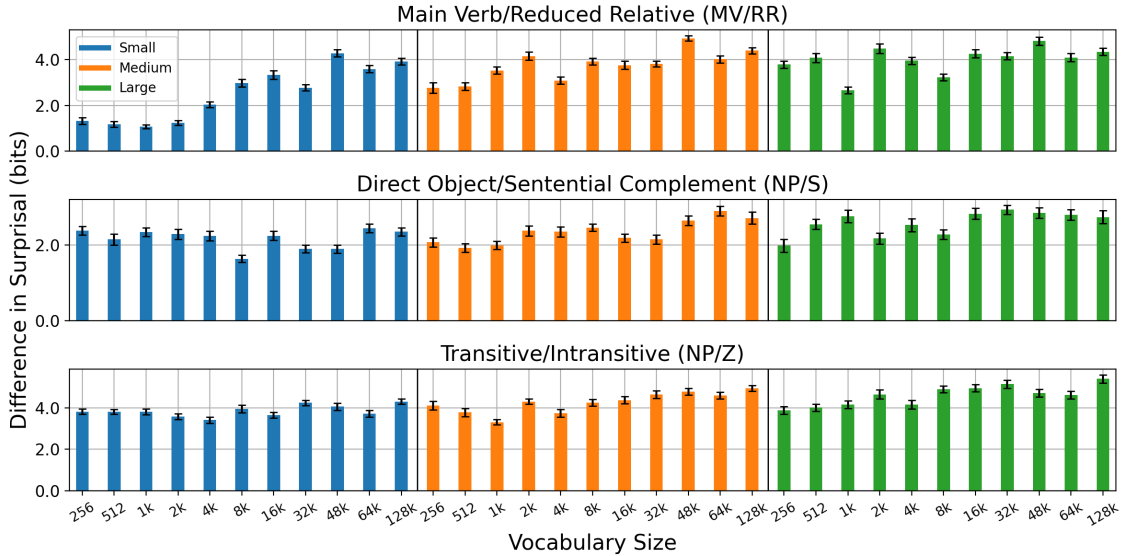 Main Verb/Reduced Relative (MV/RR)
Small
Medium
Large
4.0
2.0
0.0
Direct Object/Sentential Complement (NP/S)
2.0
0.0
Transitive/Intransitive (NP/Z)
4.0
2.0
0.0
Difference in Surprisal (bits)
256 512 1k 2k 4k 8k 16k 32k 48k 64k 128k 256 512 1k 2k 4k 8k 16k 32k 48k 64k 128k 256 512 1k 2k 4k 8k 16k 32k 48k 64k 128k
Vocabulary Size